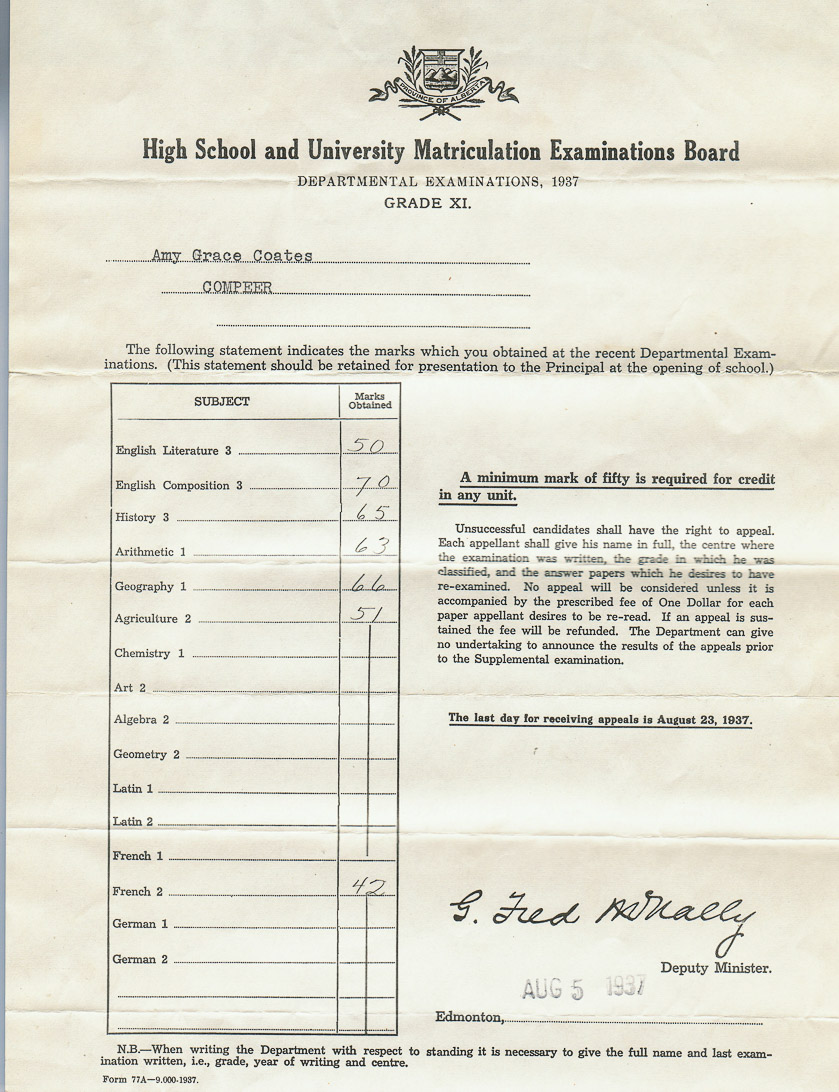 PROVINCE OF ALBERTA
High School and University Matriculation Examinations Board
DEPARTMENTAL EXAMINATIONS, 1937
GRADE XI.
Amy Grace Coates
COMPEER
The following statement indicates the marks which you obtained at the recent Departmental Exam-
inations. (This statement should be retained for presentation to the Principal at the opening of school.)
SUBJECT Marks Obtained
English Literature 3 50
English Composition 3 70
History 3 65
Arithmetic 1 63
Geography 1 66
Agriculture 2 51
Chemistry 1
Art 2
Algebra 2
Geometry 2
Latin 1
Latin 2
French 1
French 2 42
German 1
German 2
A minimum mark of fifty is required for credit
in any unit.
Unsuccessful candidates shall have the right to appeal.
Each appellant shall give his name in full, the centre where
the examination was written, the grade in which he was
classified, and the answer papers which he desires to have
re-examined. No appeal will be considered unless it is
accompanied by the prescribed fee of One Dollar for each
paper appellant desires to be re-read. If an appeal is sus-
tained the fee will be refunded. The Department can give
no undertaking to announce the results of the appeals prior
to the Supplemental examination.
The last day for receiving appeals is August 23, 1937.
G. Fred McNally
Deputy Minister.
AUG 5 1937
Edmonton,
N.B.—When writing the Department with respect to standing it is necessary to give the full name and last exam-
ination written, i.e., grade, year of writing and centre.
Form 77A—9.000-1937.